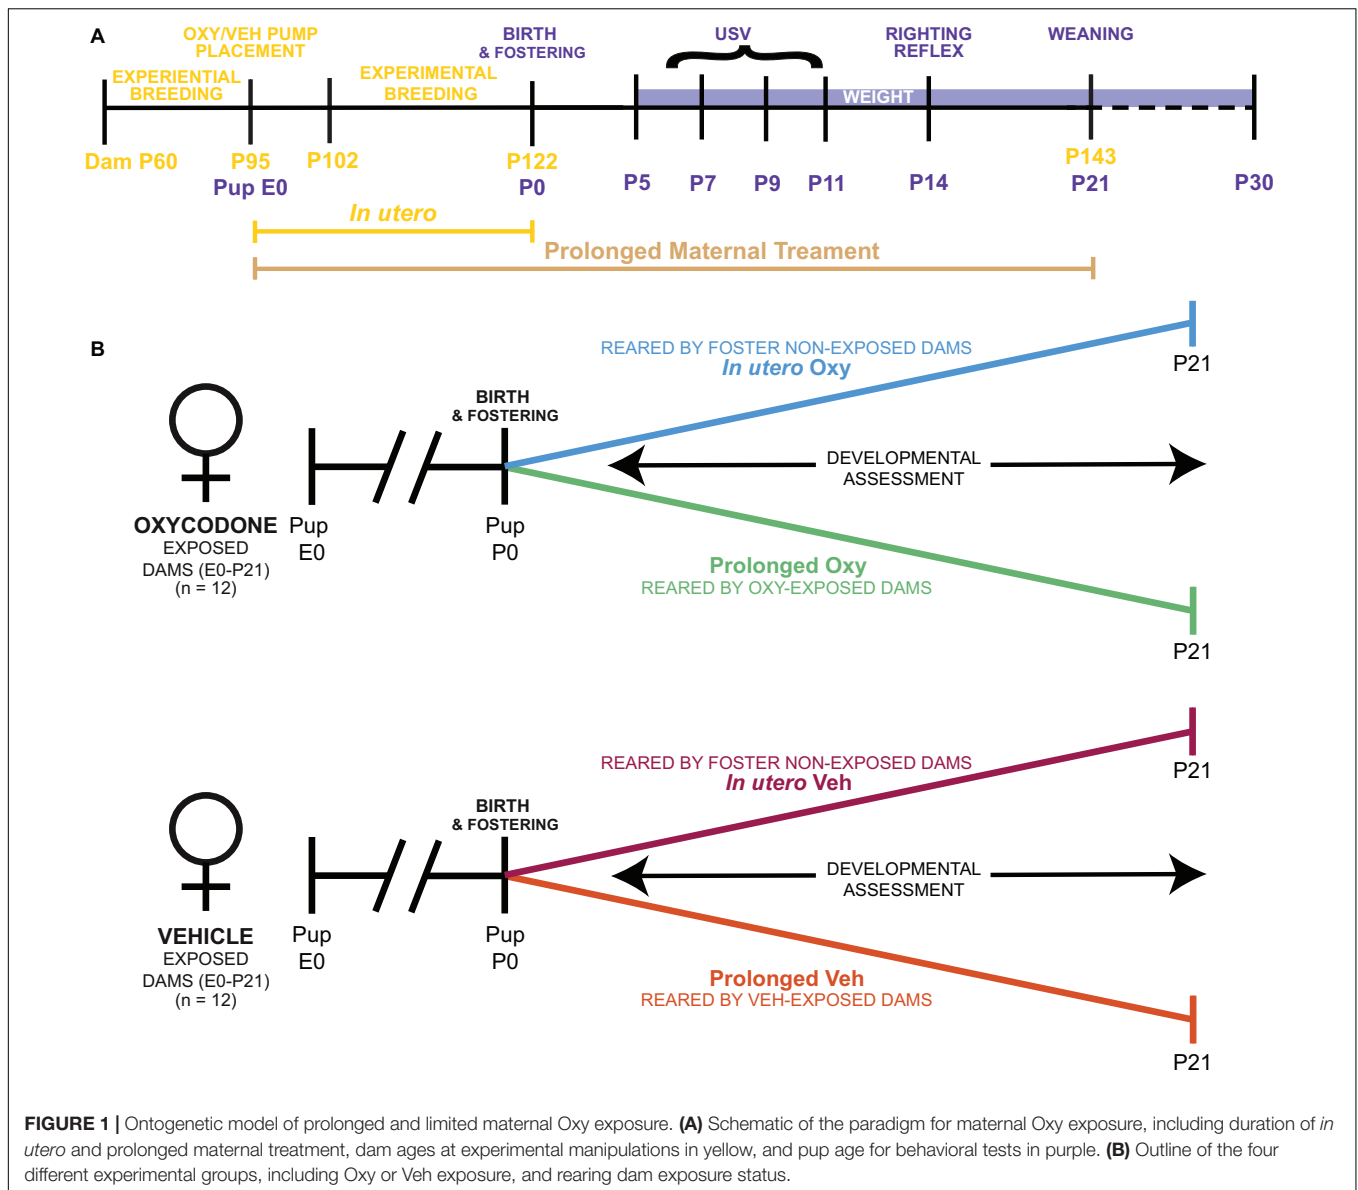 A
OXY/VEH PUMP
PLACEMENT
BIRTH
& FOSTERING
USV
RIGHTING
REFLEX
WEANING
EXPERIENTIAL
BREEDING
EXPERIMENTAL
BREEDING
WEIGHT
Dam P60
P95
P102
P122
P143
Pup E0
P0
P5
P7
P9
P11
P14
P21
P30
In utero
Prolonged Maternal Treament
B
REARED BY FOSTER NON-EXPOSED DAMS
In utero Oxy
P21
BIRTH
& FOSTERING
DEVELOPMENTAL
ASSESSMENT
OXYCODONE
EXPOSED
DAMS (E0-P21)
(n = 12)
Pup
E0
Pup
P0
Prolonged Oxy
REARED BY OXY-EXPOSED DAMS
P21
REARED BY FOSTER NON-EXPOSED DAMS
In utero Veh
P21
BIRTH
& FOSTERING
DEVELOPMENTAL
ASSESSMENT
VEHICLE
EXPOSED
DAMS (E0-P21)
(n = 12)
Pup
E0
Pup
P0
Prolonged Veh
REARED BY VEH-EXPOSED DAMS
P21
FIGURE 1 | Ontogenetic model of prolonged and limited maternal Oxy exposure. (A) Schematic of the paradigm for maternal Oxy exposure, including duration of in
utero and prolonged maternal treatment, dam ages at experimental manipulations in yellow, and pup age for behavioral tests in purple. (B) Outline of the four
different experimental groups, including Oxy or Veh exposure, and rearing dam exposure status.